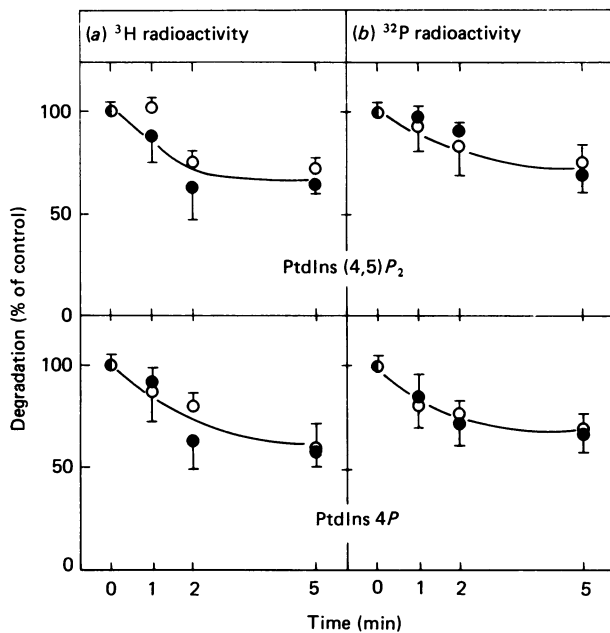 (a) ³H radioactivity
(b) ³²P radioactivity
100
50
0
PtdIns (4,5)P₂
100
50
0
PtdIns 4P
0 1 2 5
0 1 2 5
Degradation (% of control)
Time (min)